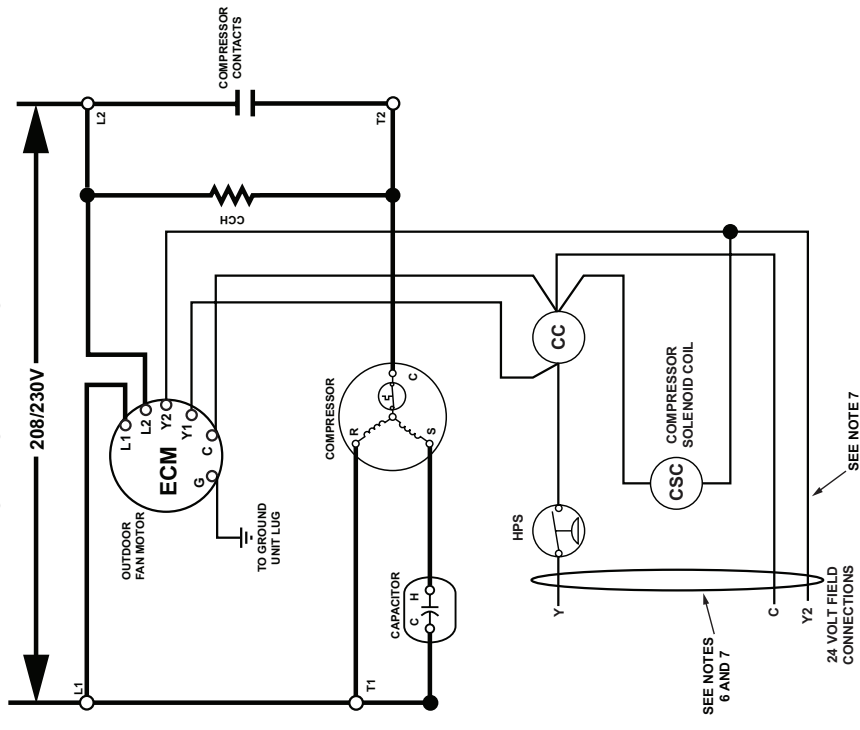 208/230V
L1
L2
T1
T2
COMPRESSOR
CONTACTS
CCH
OUTDOOR
FAN MOTOR
ECM
L1
L2
Y2
Y1
C
G
TO GROUND
UNIT LUG
COMPRESSOR
R
S
C
CAPACITOR
C
H
CC
HPS
CSC
COMPRESSOR
SOLENOID COIL
Y
C
Y2
24 VOLT FIELD
CONNECTIONS
SEE NOTES
6 AND 7
SEE NOTE 7